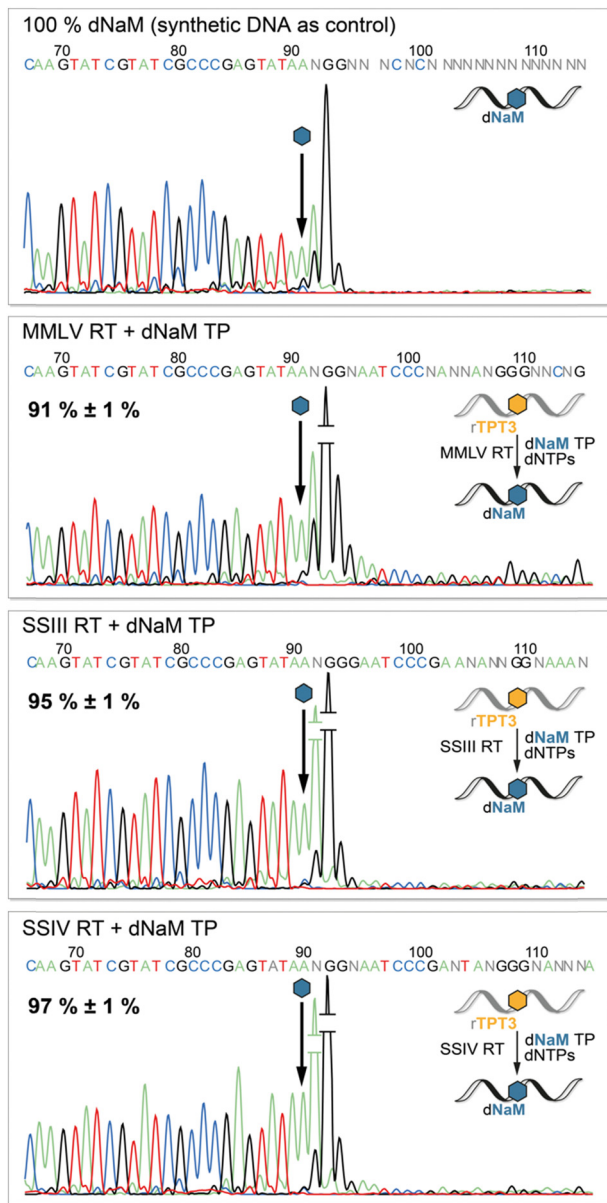 100 % dNaM (synthetic DNA as control)
70 80 90 100 110
CAAGTATCGTATCGCCCGAGTATAANGGNN NCNCN NNNNNNNN NNNNN
dNaM
MMLV RT + dNaM TP
70 80 90 100 110
CAAGTATCGTATCGCCCGAGTATAANGGNAATCCCNANNANGGGNNCNG
91 % ± 1 %
rTPT3
MMLV RT
dNaM TP
dNTPs
dNaM
SSIII RT + dNaM TP
70 80 90 100 110
CAAGTATCGTATCGCCCGAGTATAANGGGAATCCCGAANANNGGNAAAN
95 % ± 1 %
rTPT3
SSIII RT
dNaM TP
dNTPs
dNaM
SSIV RT + dNaM TP
70 80 90 100 110
CAAGTATCGTATCGCCCGAGTATAANGGNAATCCCGANTANGGGNANNNA
97 % ± 1 %
rTPT3
SSIV RT
dNaM TP
dNTPs
dNaM